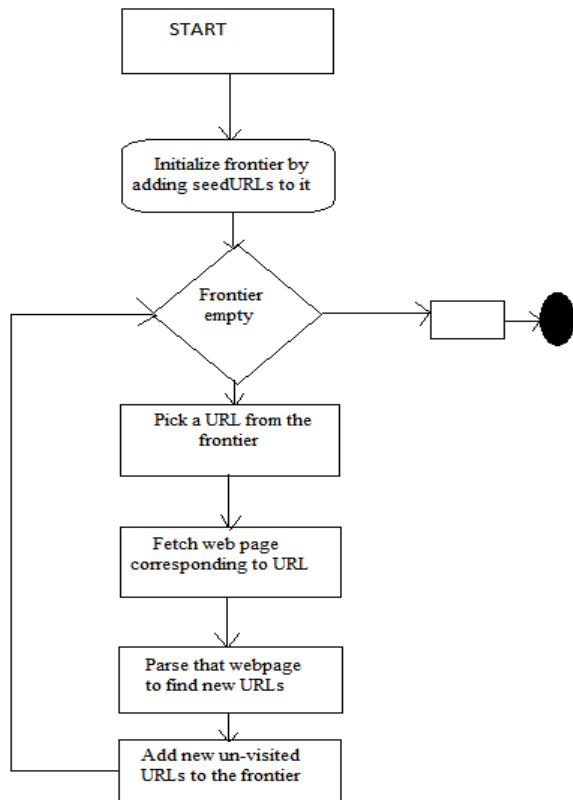 START
Initialize frontier by
adding seedURLs to it
Frontier
empty
Pick a URL from the
frontier
Fetch web page
corresponding to URL
Parse that webpage
to find new URLs
Add new un-visited
URLs to the frontier